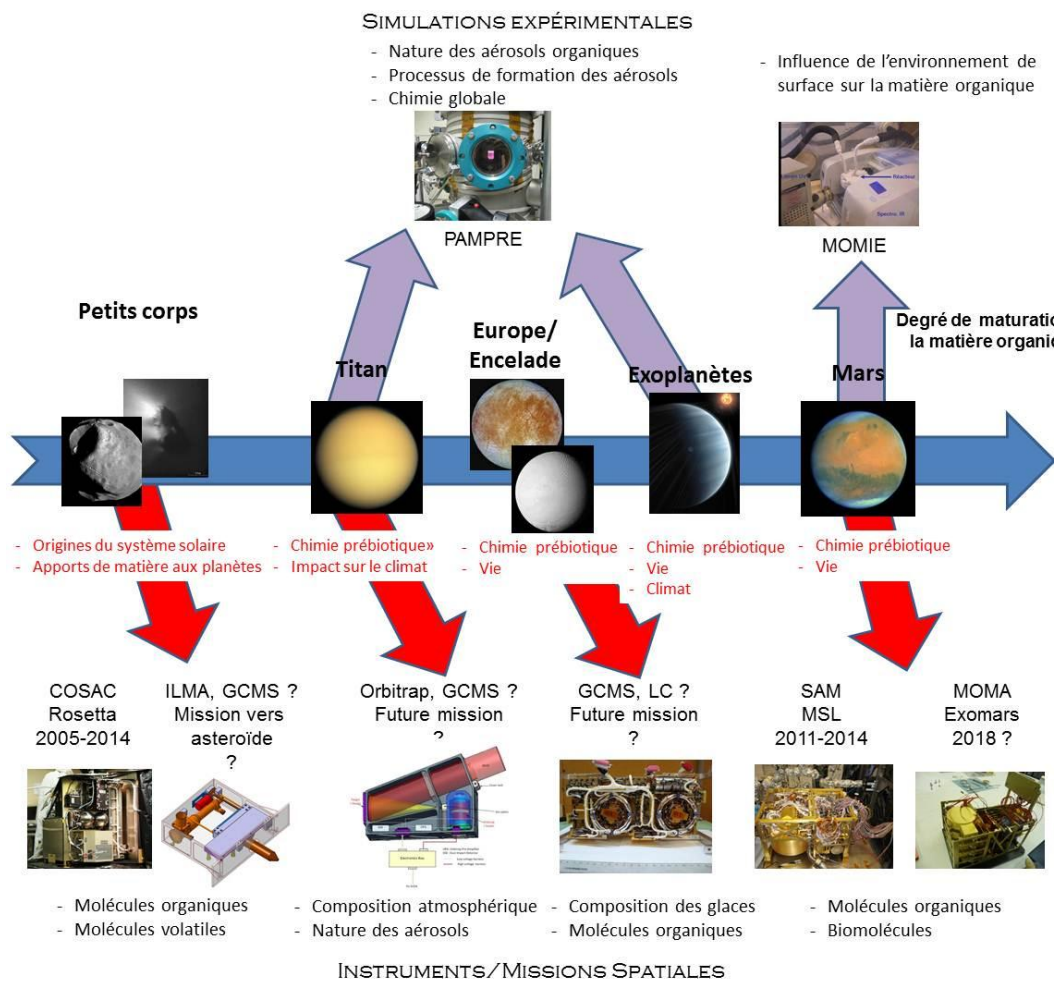 SIMULATIONS EXPÉRIMENTALES
- Nature des aérosols organiques
- Processus de formation des aérosols
- Chimie globale
- Influence de l'environnement de
surface sur la matière organique
Réacteur
Spectro. IR
PAMPRE
MOMIE
Petits corps
Titan
Europe/
Encelade
Exoplanètes
Mars
Degré de maturatio
la matière organiq
- Origines du système solaire
- Apports de matière aux planètes
- Chimie prébiotique»
- Impact sur le climat
- Chimie prébiotique
- Vie
- Chimie prébiotique
- Vie
- Climat
- Chimie prébiotique
- Vie
COSAC
Rosetta
2005-2014
ILMA, GCMS ?
Mission vers
asteroïde
?
Orbitrap, GCMS ?
Future mission
?
GCMS, LC ?
Future mission
?
SAM
MSL
2011-2014
MOMA
Exomars
2018 ?
- Molécules organiques
- Molécules volatiles
- Composition atmosphérique
- Nature des aérosols
- Composition des glaces
- Molécules organiques
- Molécules organiques
- Biomolécules
INSTRUMENTS/MISSIONS SPATIALES